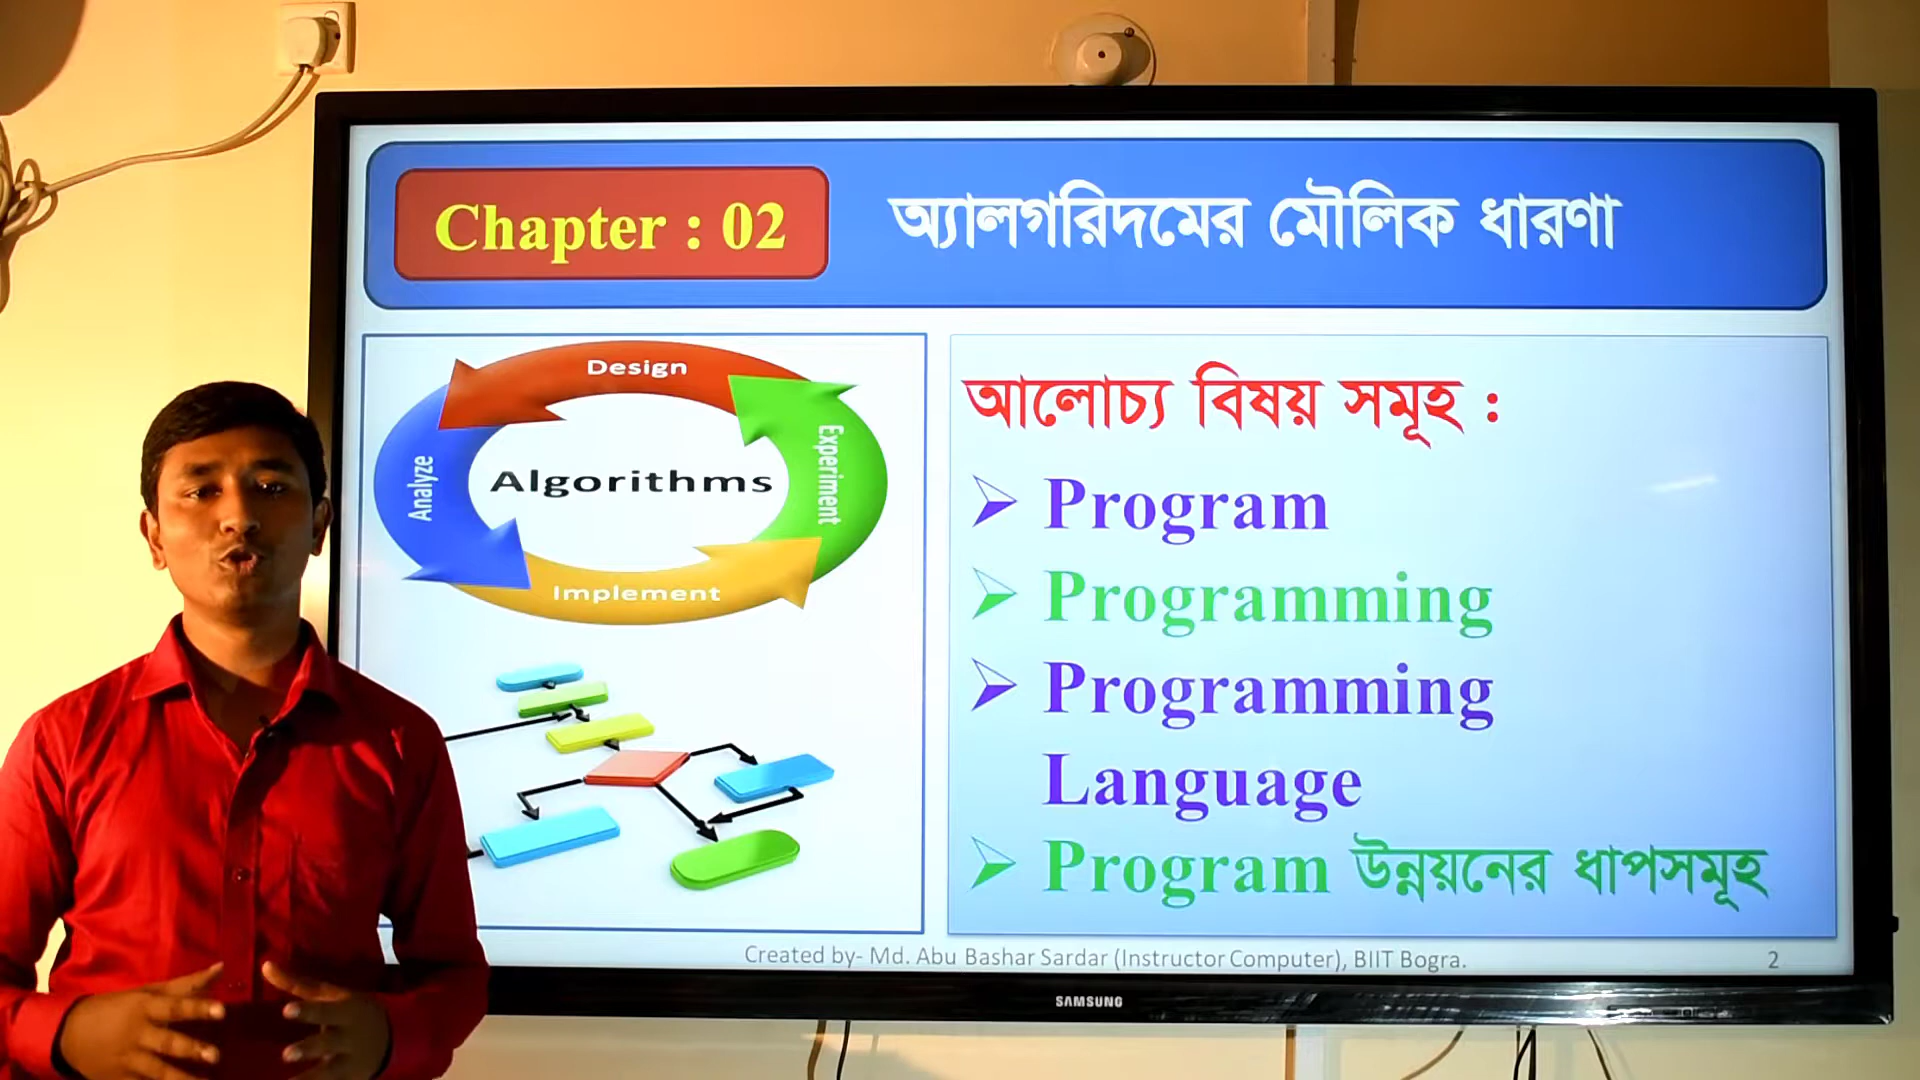 Chapter : 02
অ্যালগরিদমের মৌলিক ধারণা
Design
Analyze
Experiment
Algorithms
Implement
আলোচ্য বিষয় সমূহ :
Program
Programming
Programming
Language
Program উন্নয়নের ধাপসমূহ
Created by- Md. Abu Bashar Sardar (Instructor Computer), BIIT Bogra.
2
SAMSUNG